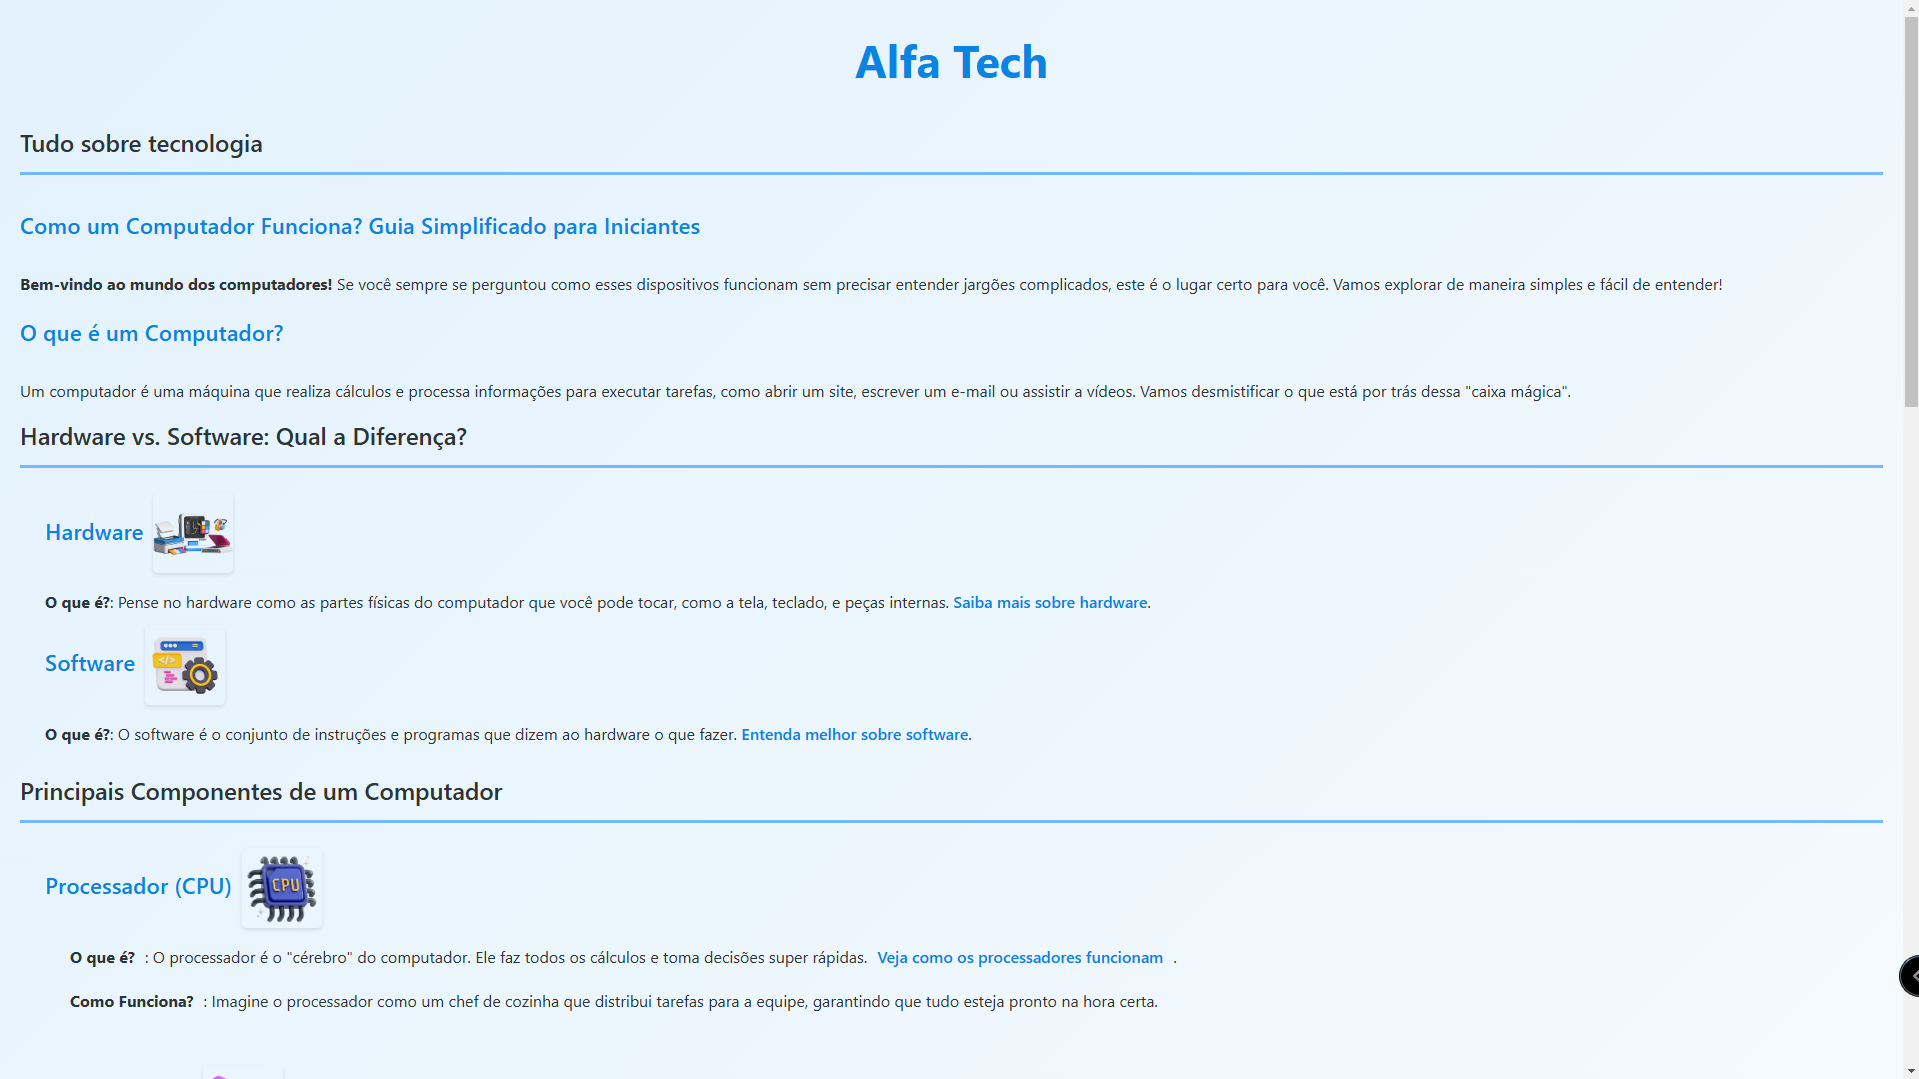 Alfa Tech
Tudo sobre tecnologia
Como um Computador Funciona? Guia Simplificado para Iniciantes
Bem-vindo ao mundo dos computadores! Se você sempre se perguntou como esses dispositivos funcionam sem precisar entender jargões complicados, este é o lugar certo para você. Vamos explorar de maneira simples e fácil de entender!
O que é um Computador?
Um computador é uma máquina que realiza cálculos e processa informações para executar tarefas, como abrir um site, escrever um e-mail ou assistir a vídeos. Vamos desmistificar o que está por trás dessa "caixa mágica".
Hardware vs. Software: Qual a Diferença?
Hardware
O que é?: Pense no hardware como as partes físicas do computador que você pode tocar, como a tela, teclado, e peças internas. Saiba mais sobre hardware.
Software
O que é?: O software é o conjunto de instruções e programas que dizem ao hardware o que fazer. Entenda melhor sobre software.
Principais Componentes de um Computador
Processador (CPU)
CPU
O que é? : O processador é o "cérebro" do computador. Ele faz todos os cálculos e toma decisões super rápidas. Veja como os processadores funcionam .
Como Funciona? : Imagine o processador como um chef de cozinha que distribui tarefas para a equipe, garantindo que tudo esteja pronto na hora certa.